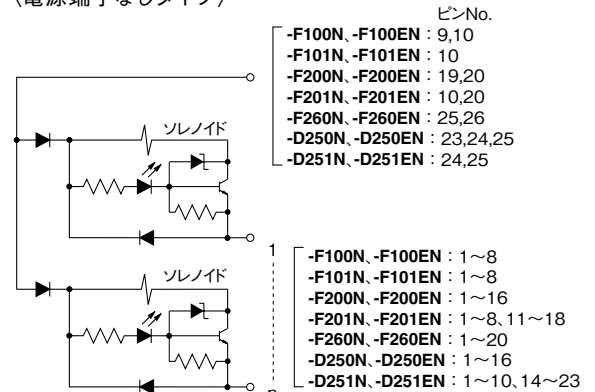 〈電源端子なしタイプ〉
ピンNo.
-F100N、-F100EN：9,10
-F101N、-F101EN：10
-F200N、-F200EN：19,20
-F201N、-F201EN：10,20
-F260N、-F260EN：25,26
-D250N、-D250EN：23,24,25
-D251N、-D251EN：24,25
ソレノイド
1
-F100N、-F100EN：1〜8
-F101N、-F101EN：1〜8
-F200N、-F200EN：1〜16
-F201N、-F201EN：1〜8、11〜18
-F260N、-F260EN：1〜20
-D250N、-D250EN：1〜16
-D251N、-D251EN：1〜10、14〜23
ソレノイド
n